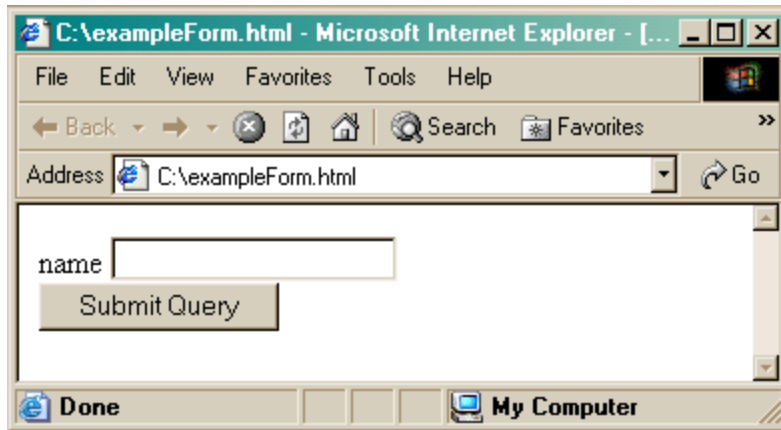 C:\exampleForm.html - Microsoft Internet Explorer - [...
File Edit View Favorites Tools Help
Back Search Favorites »
Address C:\exampleForm.html Go
name
Submit Query
Done My Computer